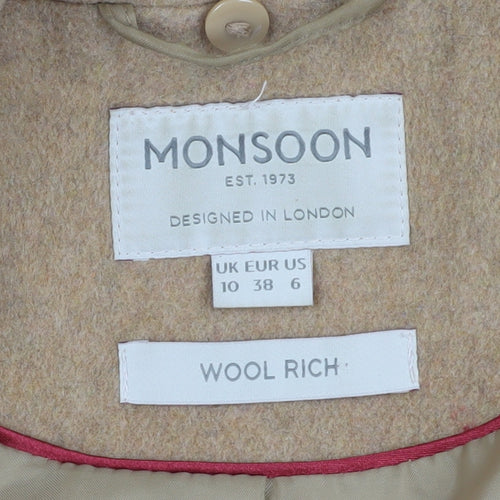 MONSOON
EST. 1973
DESIGNED IN LONDON
UK EUR US
10 38 6
WOOL RICH